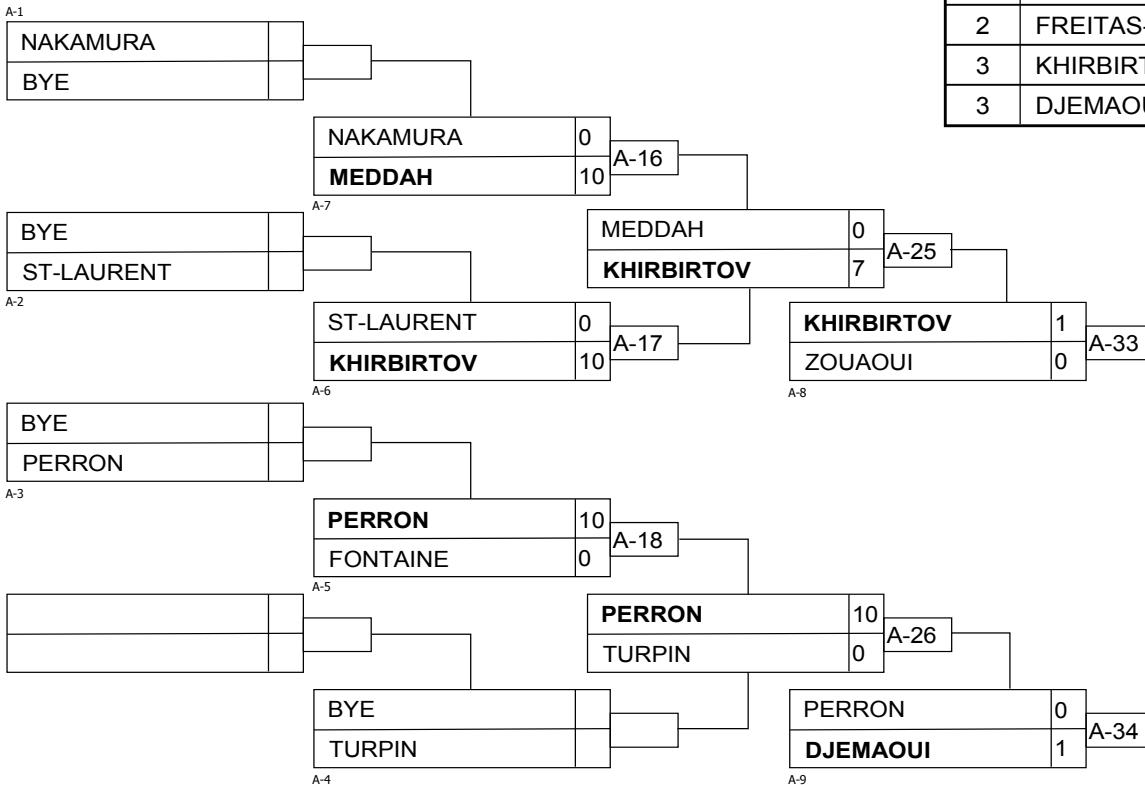 A-1
NAKAMURA
BYE
2 FREITAS-
3
3
NAKAMURA 0
MEDDAH 10
A-16
A-7
BYE
ST-LAURENT
A-2
MEDDAH 0
KHIRBIRTOV 7
A-25
ST-LAURENT 0
KHIRBIRTOV 10
A-17
A-6
KHIRBIRTOV 1
ZOUAOUI 0
A-33
A-8
BYE
PERRON
A-3
PERRON 10
FONTAINE 0
A-18
A-5
PERRON 10
TURPIN 0
A-26
BYE
TURPIN
A-4
PERRON 0
DJEMAOUI 1
A-34
A-9